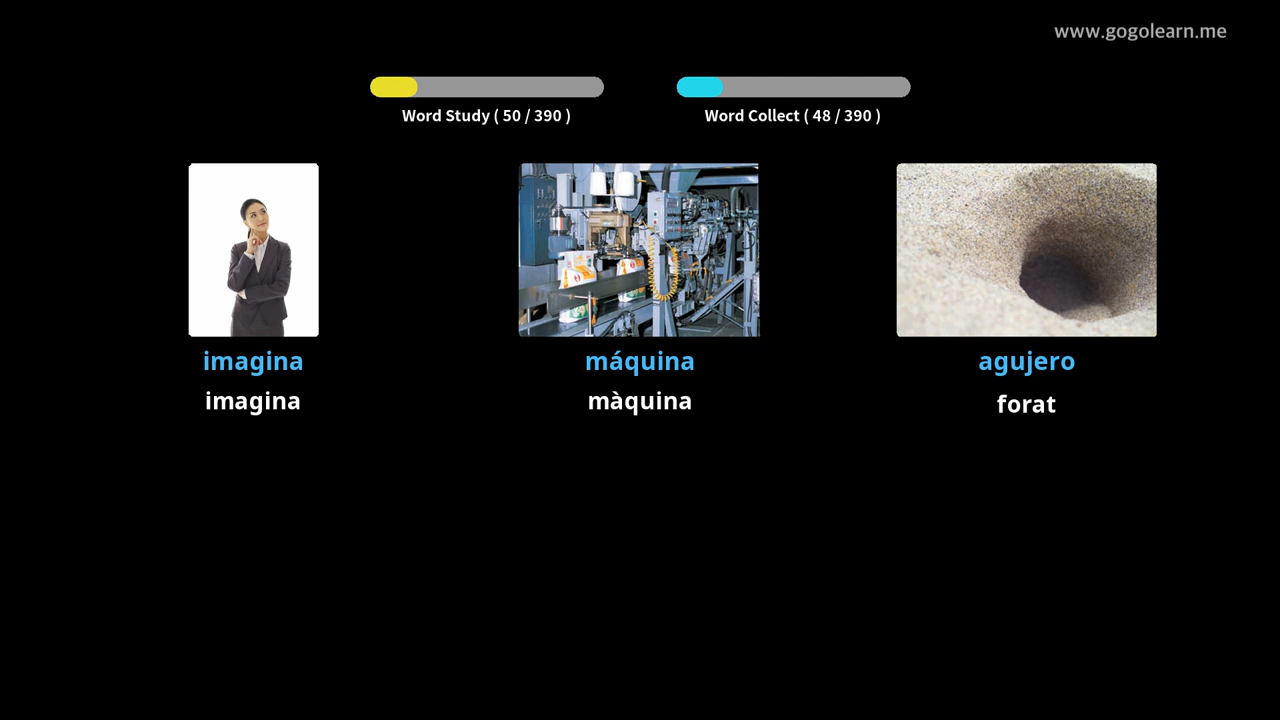 www.gogolearn.me
Word Study ( 50 / 390 )
Word Collect ( 48 / 390 )
imagina
máquina
agujero
imagina
màquina
forat